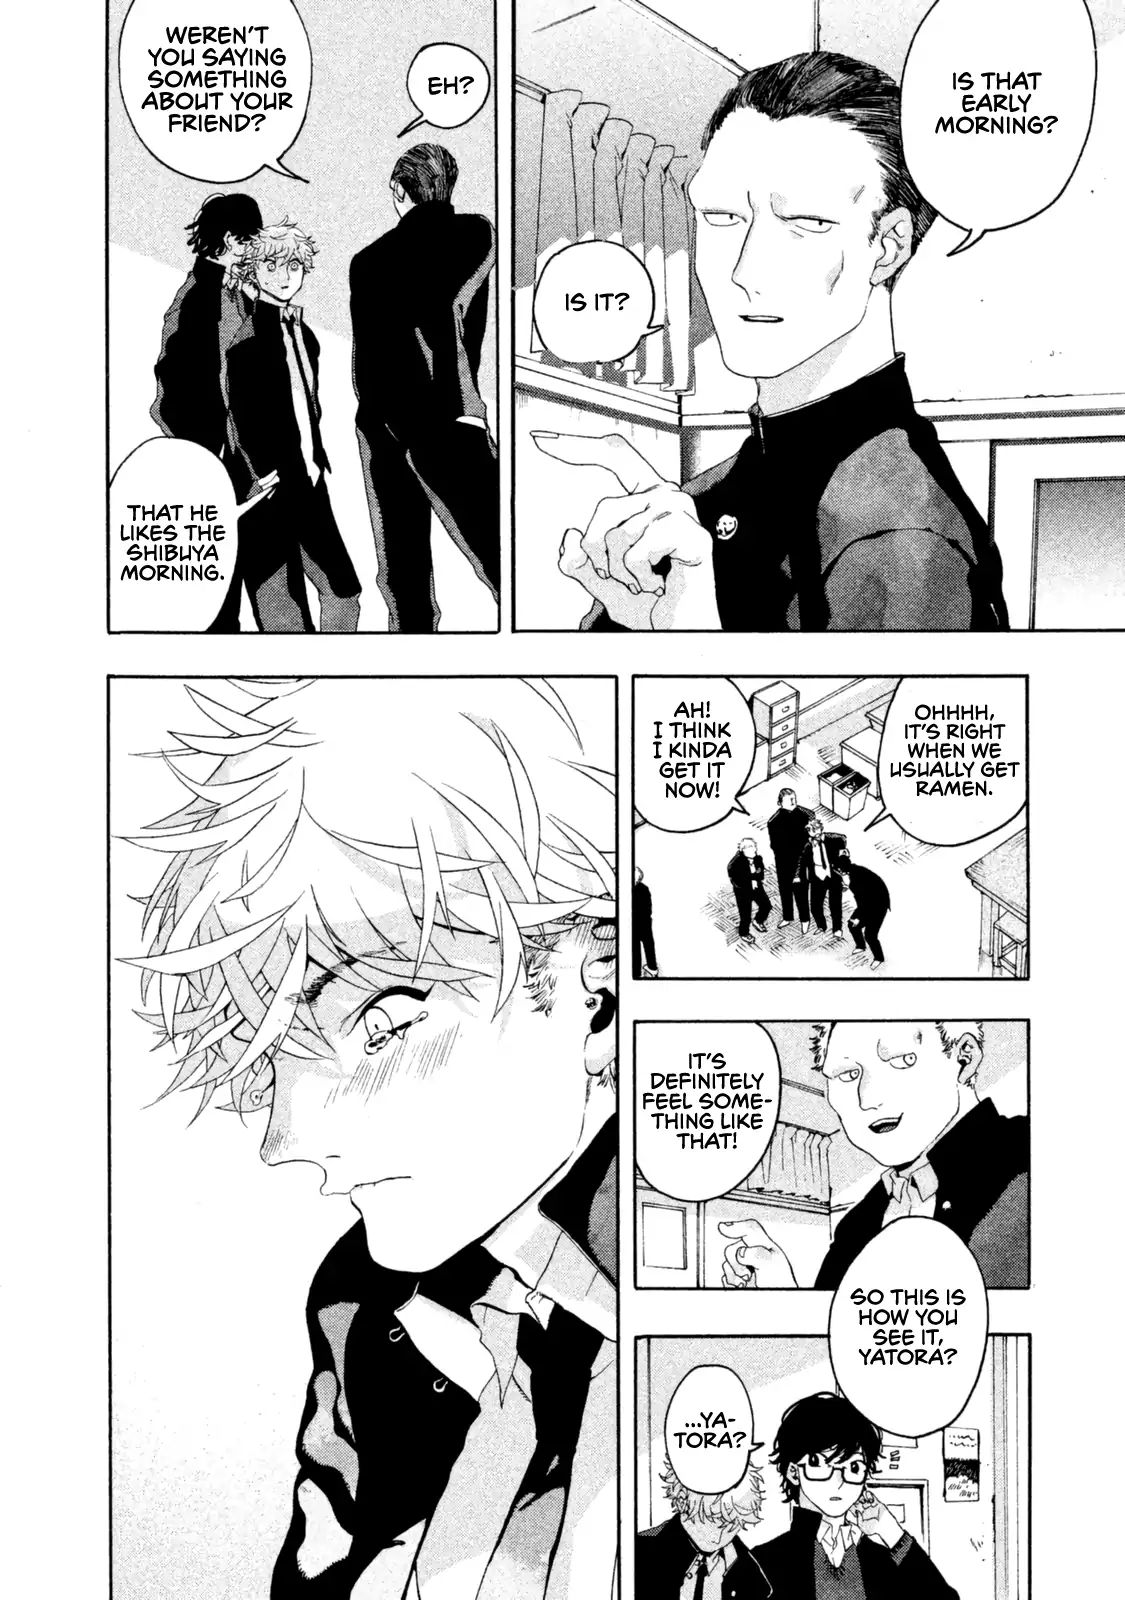 IS THAT
EARLY
MORNING?
IS IT?
EH?
WEREN'T
YOU SAYING
SOMETHING
ABOUT YOUR
FRIEND?
THAT HE
LIKES THE
SHIBUYA
MORNING.
OHHHH,
IT'S RIGHT
WHEN WE
USUALLY GET
RAMEN.
AH!
I THINK
I KINDA
GET IT
NOW!
IT'S
DEFINITELY
FEEL SOME-
THING LIKE
THAT!
SO THIS IS
HOW YOU
SEE IT,
YATORA?
...YA-
TORA?